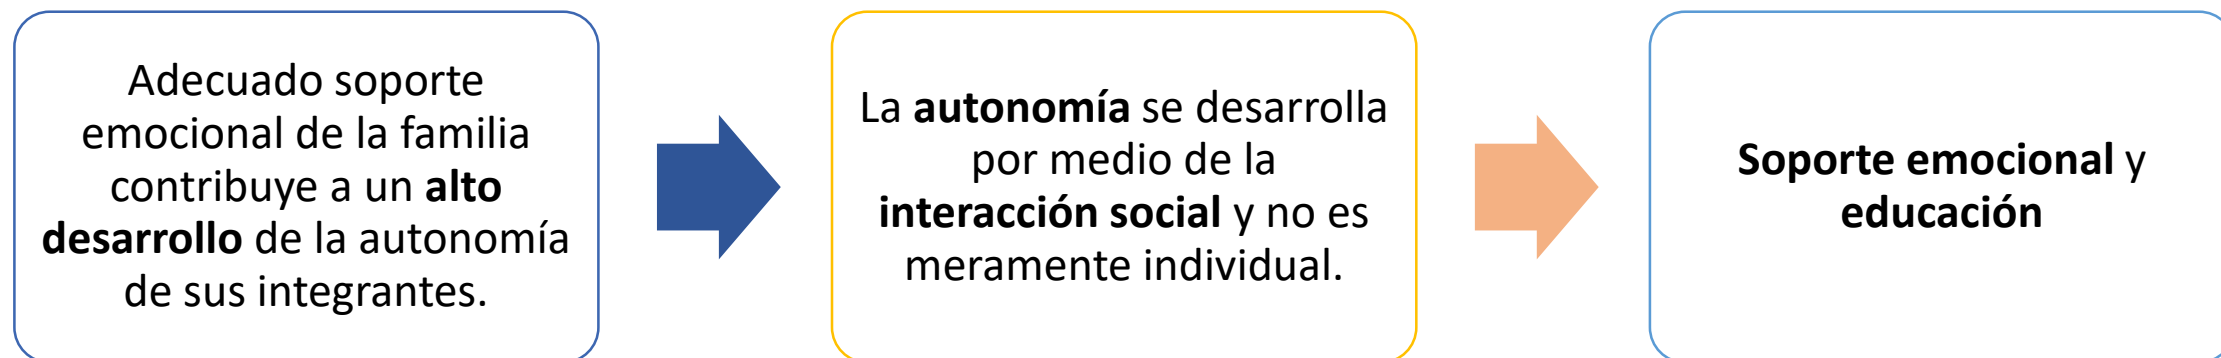 Adecuado soporte
emocional de la familia
contribuye a un alto
desarrollo de la autonomía
de sus integrantes.
La autonomía se desarrolla
por medio de la
interacción social y no es
meramente individual.
Soporte emocional y
educación